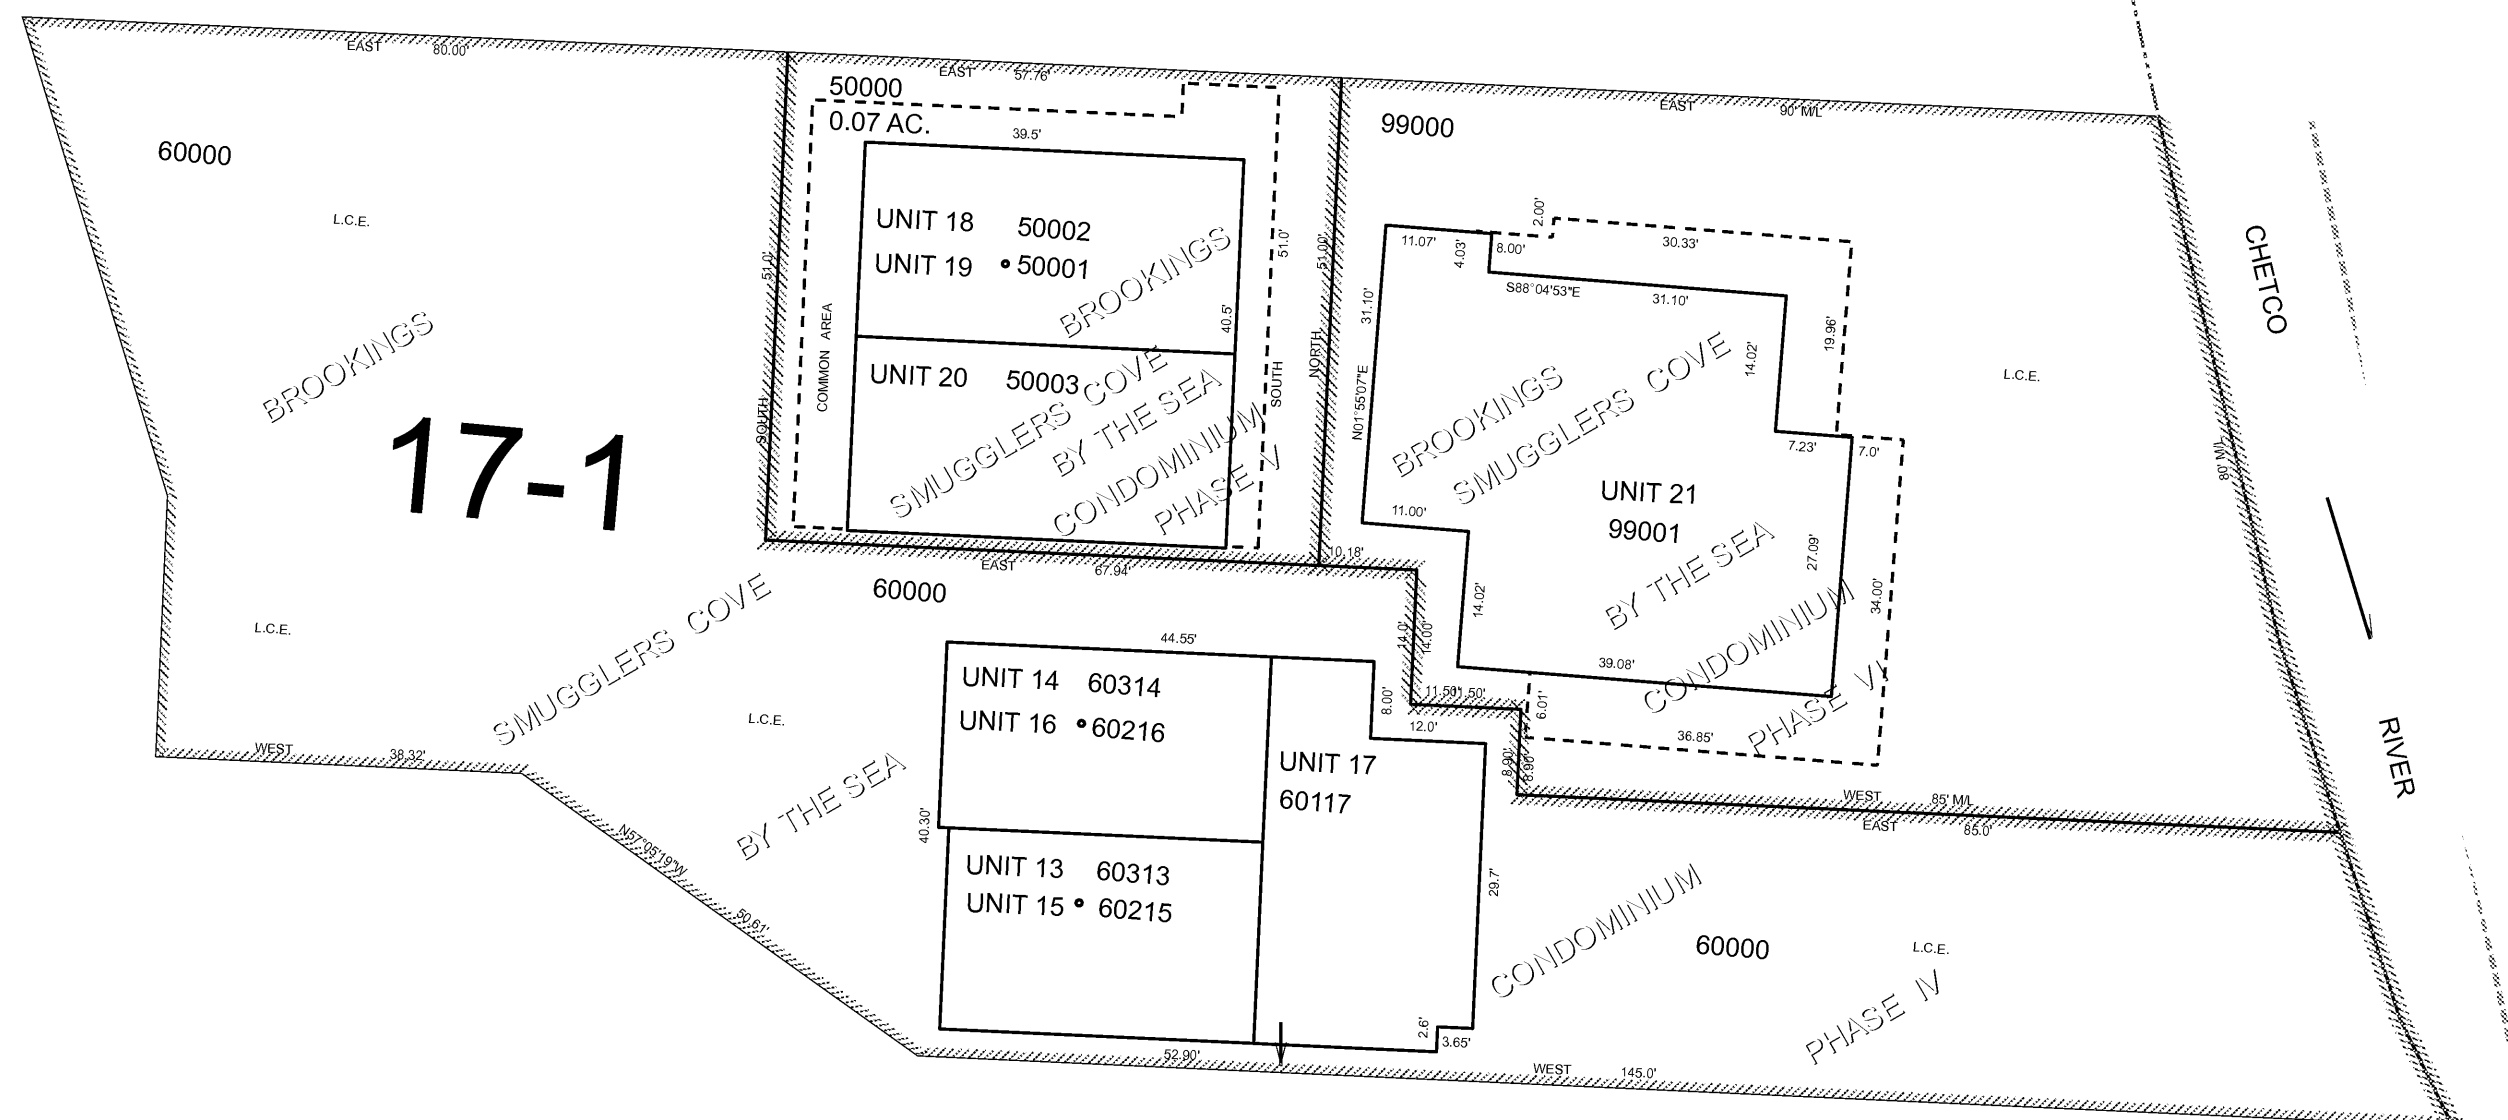 EAST 80.00'
EAST 57.76'
EAST 90' M/L
50000
0.07 AC.
39.5'
99000
60000
L.C.E.
UNIT 18 50002
UNIT 19 50001
UNIT 20 50003
COMMON AREA
51.0'
SOUTH
40.5'
51.0'
SOUTH
51.00'
NORTH
BROOKINGS
SMUGGLERS COVE
BY THE SEA
CONDOMINIUM
PHASE V
11.07'
4.03'
8.00'
2.00'
30.33'
S88°04'53"E
31.10'
31.10'
N01°55'07"E
19.96'
14.02'
7.23'
7.0'
11.00'
14.02'
27.09'
34.00'
39.08'
6.01'
36.85'
UNIT 21
99001
BROOKINGS
SMUGGLERS COVE
BY THE SEA
CONDOMINIUM
PHASE VI
L.C.E.
CHETCO
RIVER
80' M/L
BROOKINGS
17-1
L.C.E.
SMUGGLERS COVE
L.C.E.
BY THE SEA
CONDOMINIUM
PHASE IV
EAST 67.94'
10.18'
60000
14.0'
14.00'
11.50'
11.50'
44.55'
8.00'
12.0'
8.90'
8.90'
UNIT 14 60314
UNIT 16 60216
UNIT 17
60117
UNIT 13 60313
UNIT 15 60215
40.30'
29.7'
2.6'
3.65'
52.90'
WEST 38.32'
N57°05'19"W
50.61'
WEST 85' M/L
EAST 85.0'
60000
L.C.E.
WEST 145.0'